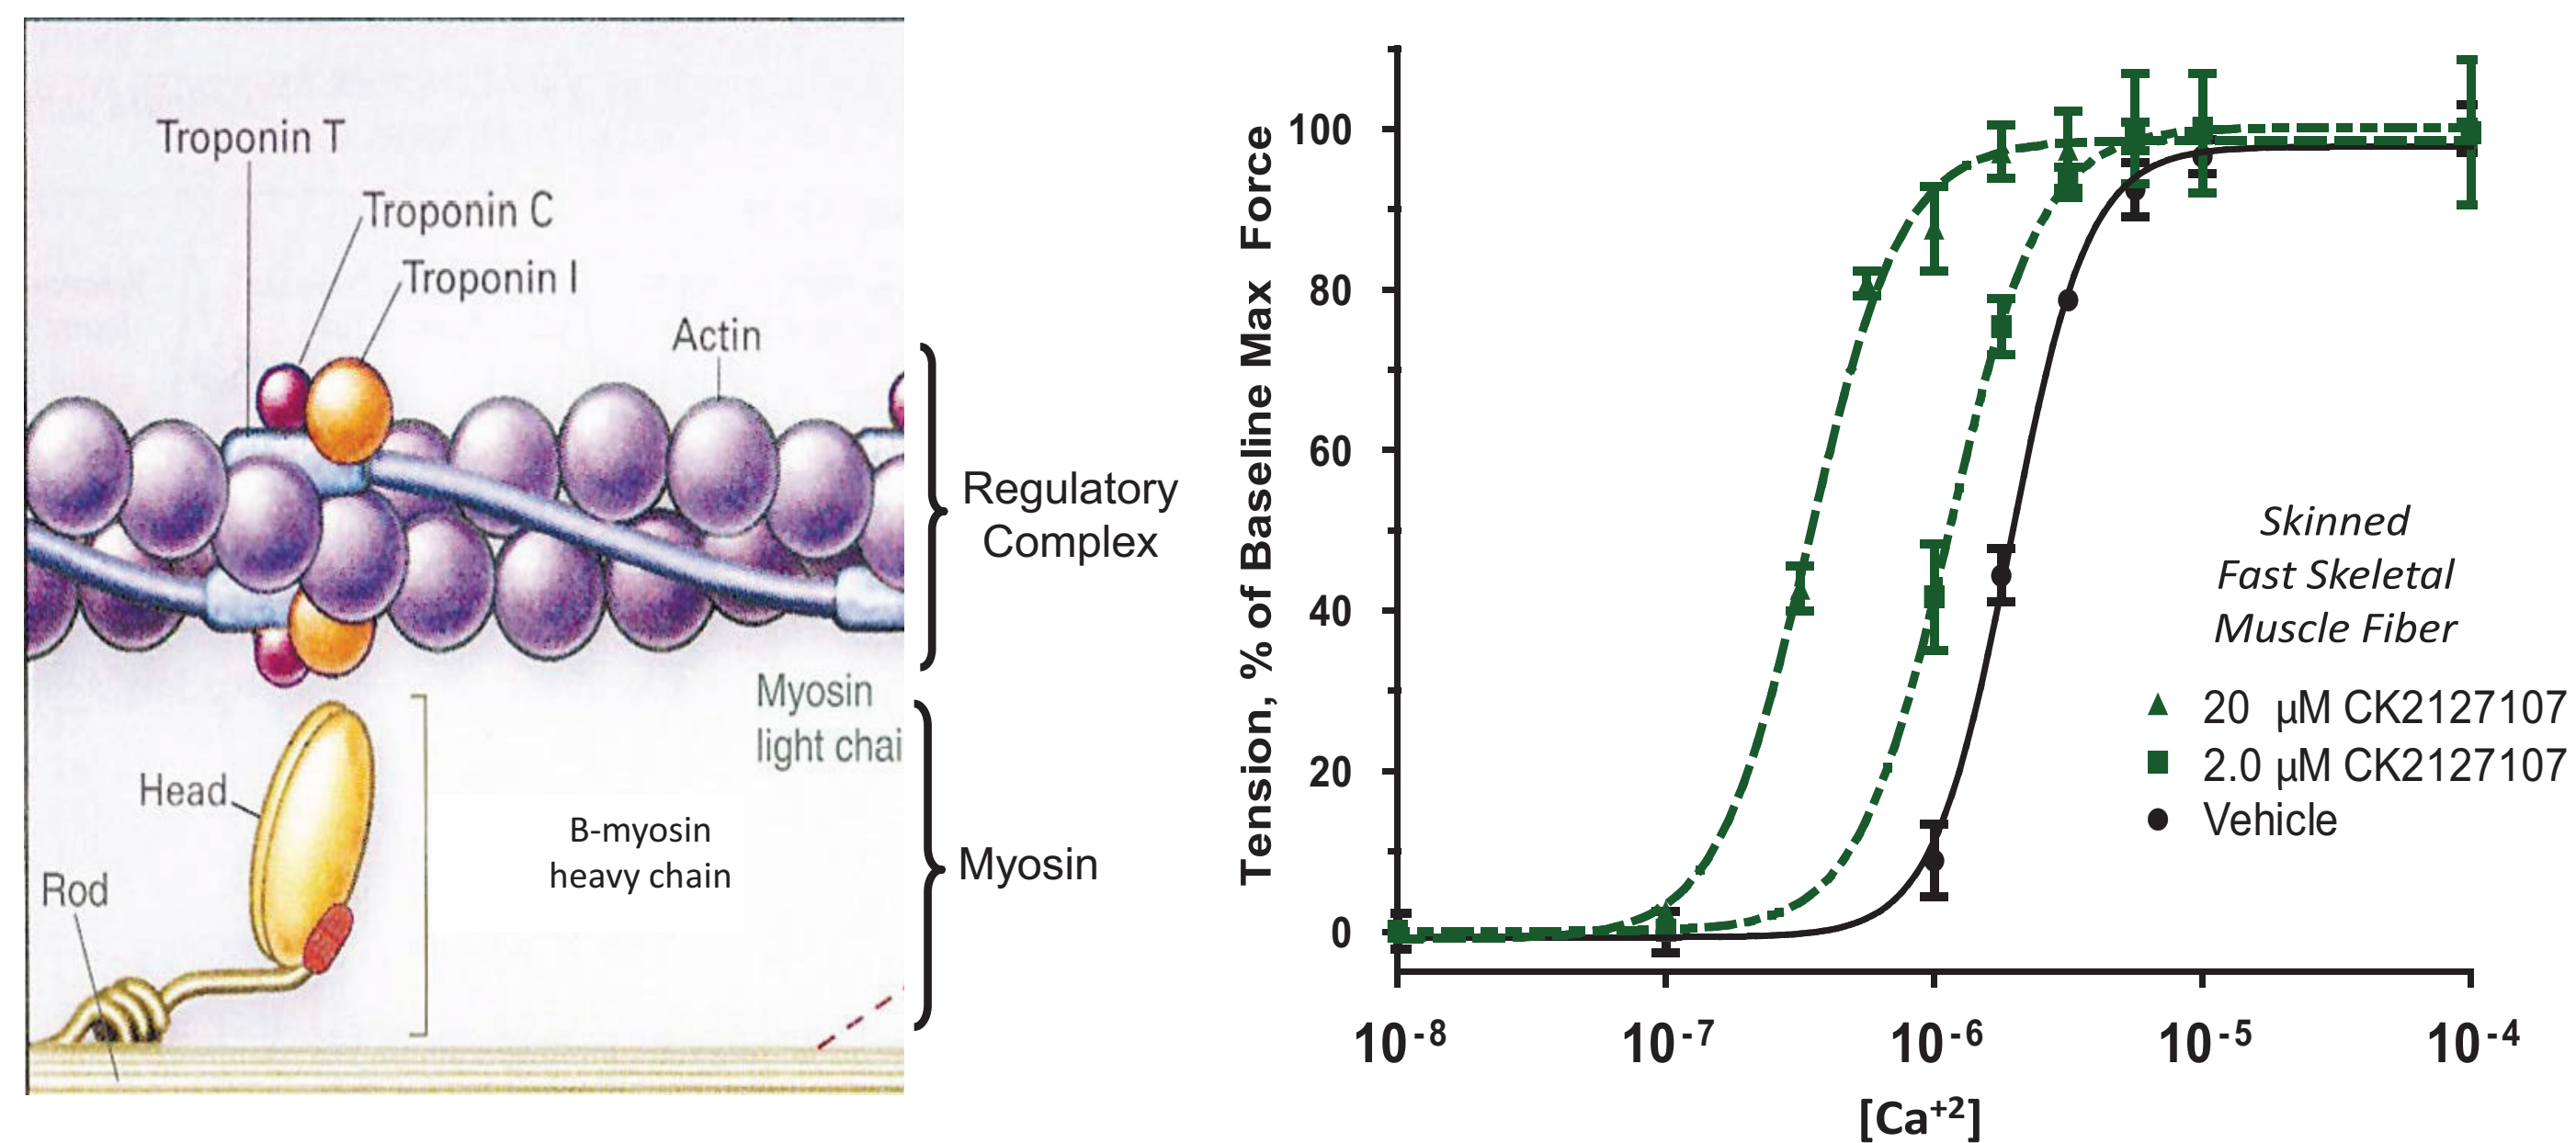 Troponin T
Troponin C
Troponin I
Actin
Regulatory
Complex
Myosin
light chai
Head
B-myosin
heavy chain
Myosin
Rod
Tension, % of Baseline Max Force
100
80
60
40
20
0
Skinned
Fast Skeletal
Muscle Fiber
20 µM CK2127107
2.0 µM CK2127107
Vehicle
10⁻⁸ 10⁻⁷ 10⁻⁶ 10⁻⁵ 10⁻⁴
[Ca⁺²]